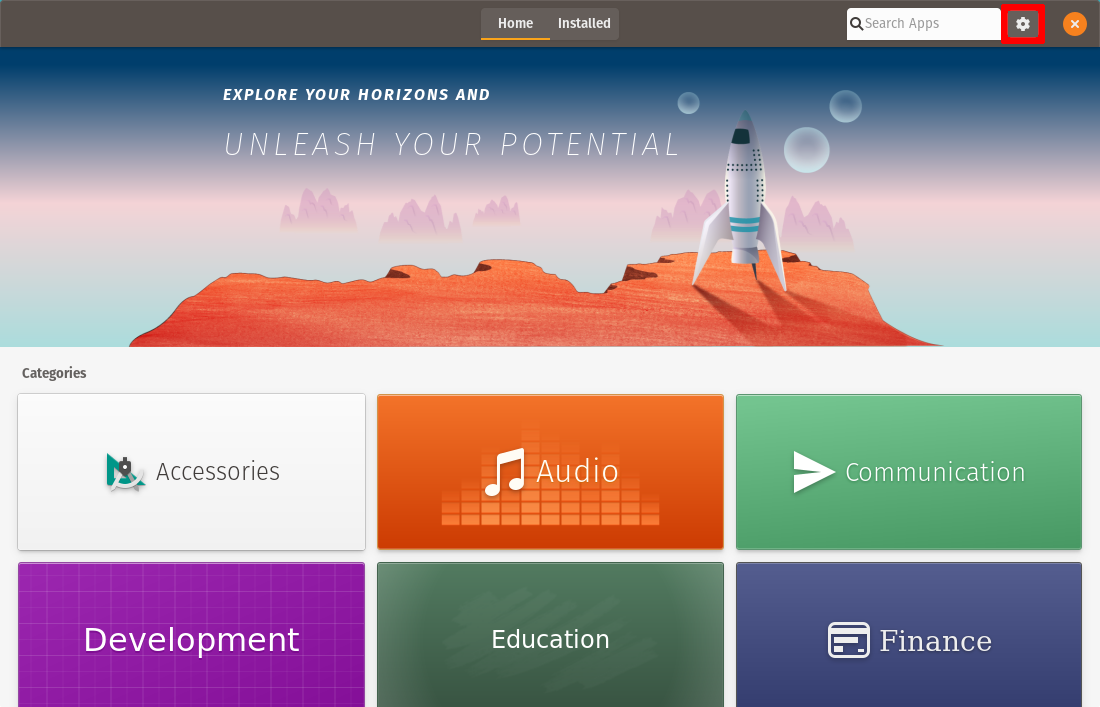 Home Installed
Search Apps
EXPLORE YOUR HORIZONS AND
UNLEASH YOUR POTENTIAL
Categories
Accessories
Audio
Communication
Development
Education
Finance